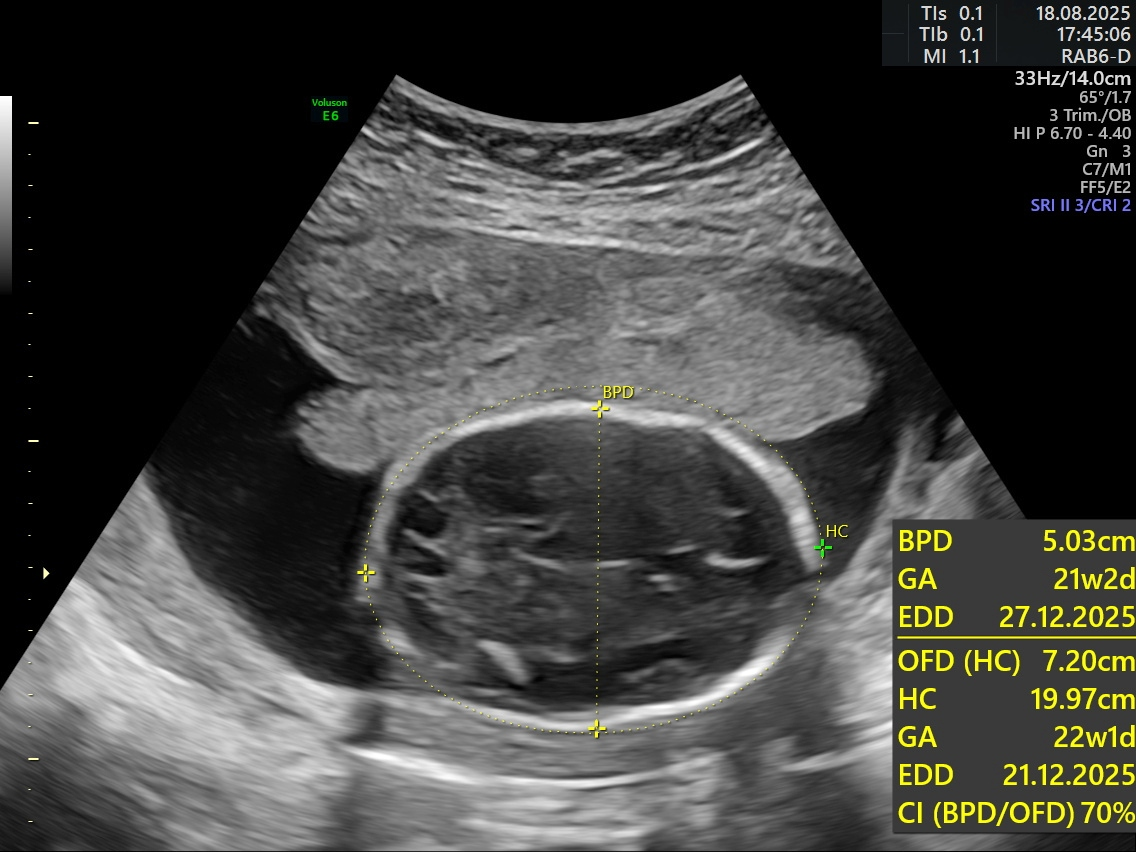 TIs 0.1 18.08.2025
TIb 0.1 17:45:06
MI 1.1 RAB6-D
33Hz/14.0cm
65°/1.7
3 Trim./OB
HI P 6.70 - 4.40
Gn 3
C7/M1
FF5/E2
SRI II 3/CRI 2
Voluson
E6
BPD
HC
BPD 5.03cm
GA 21w2d
EDD 27.12.2025
OFD (HC) 7.20cm
HC 19.97cm
GA 22w1d
EDD 21.12.2025
CI (BPD/OFD) 70%